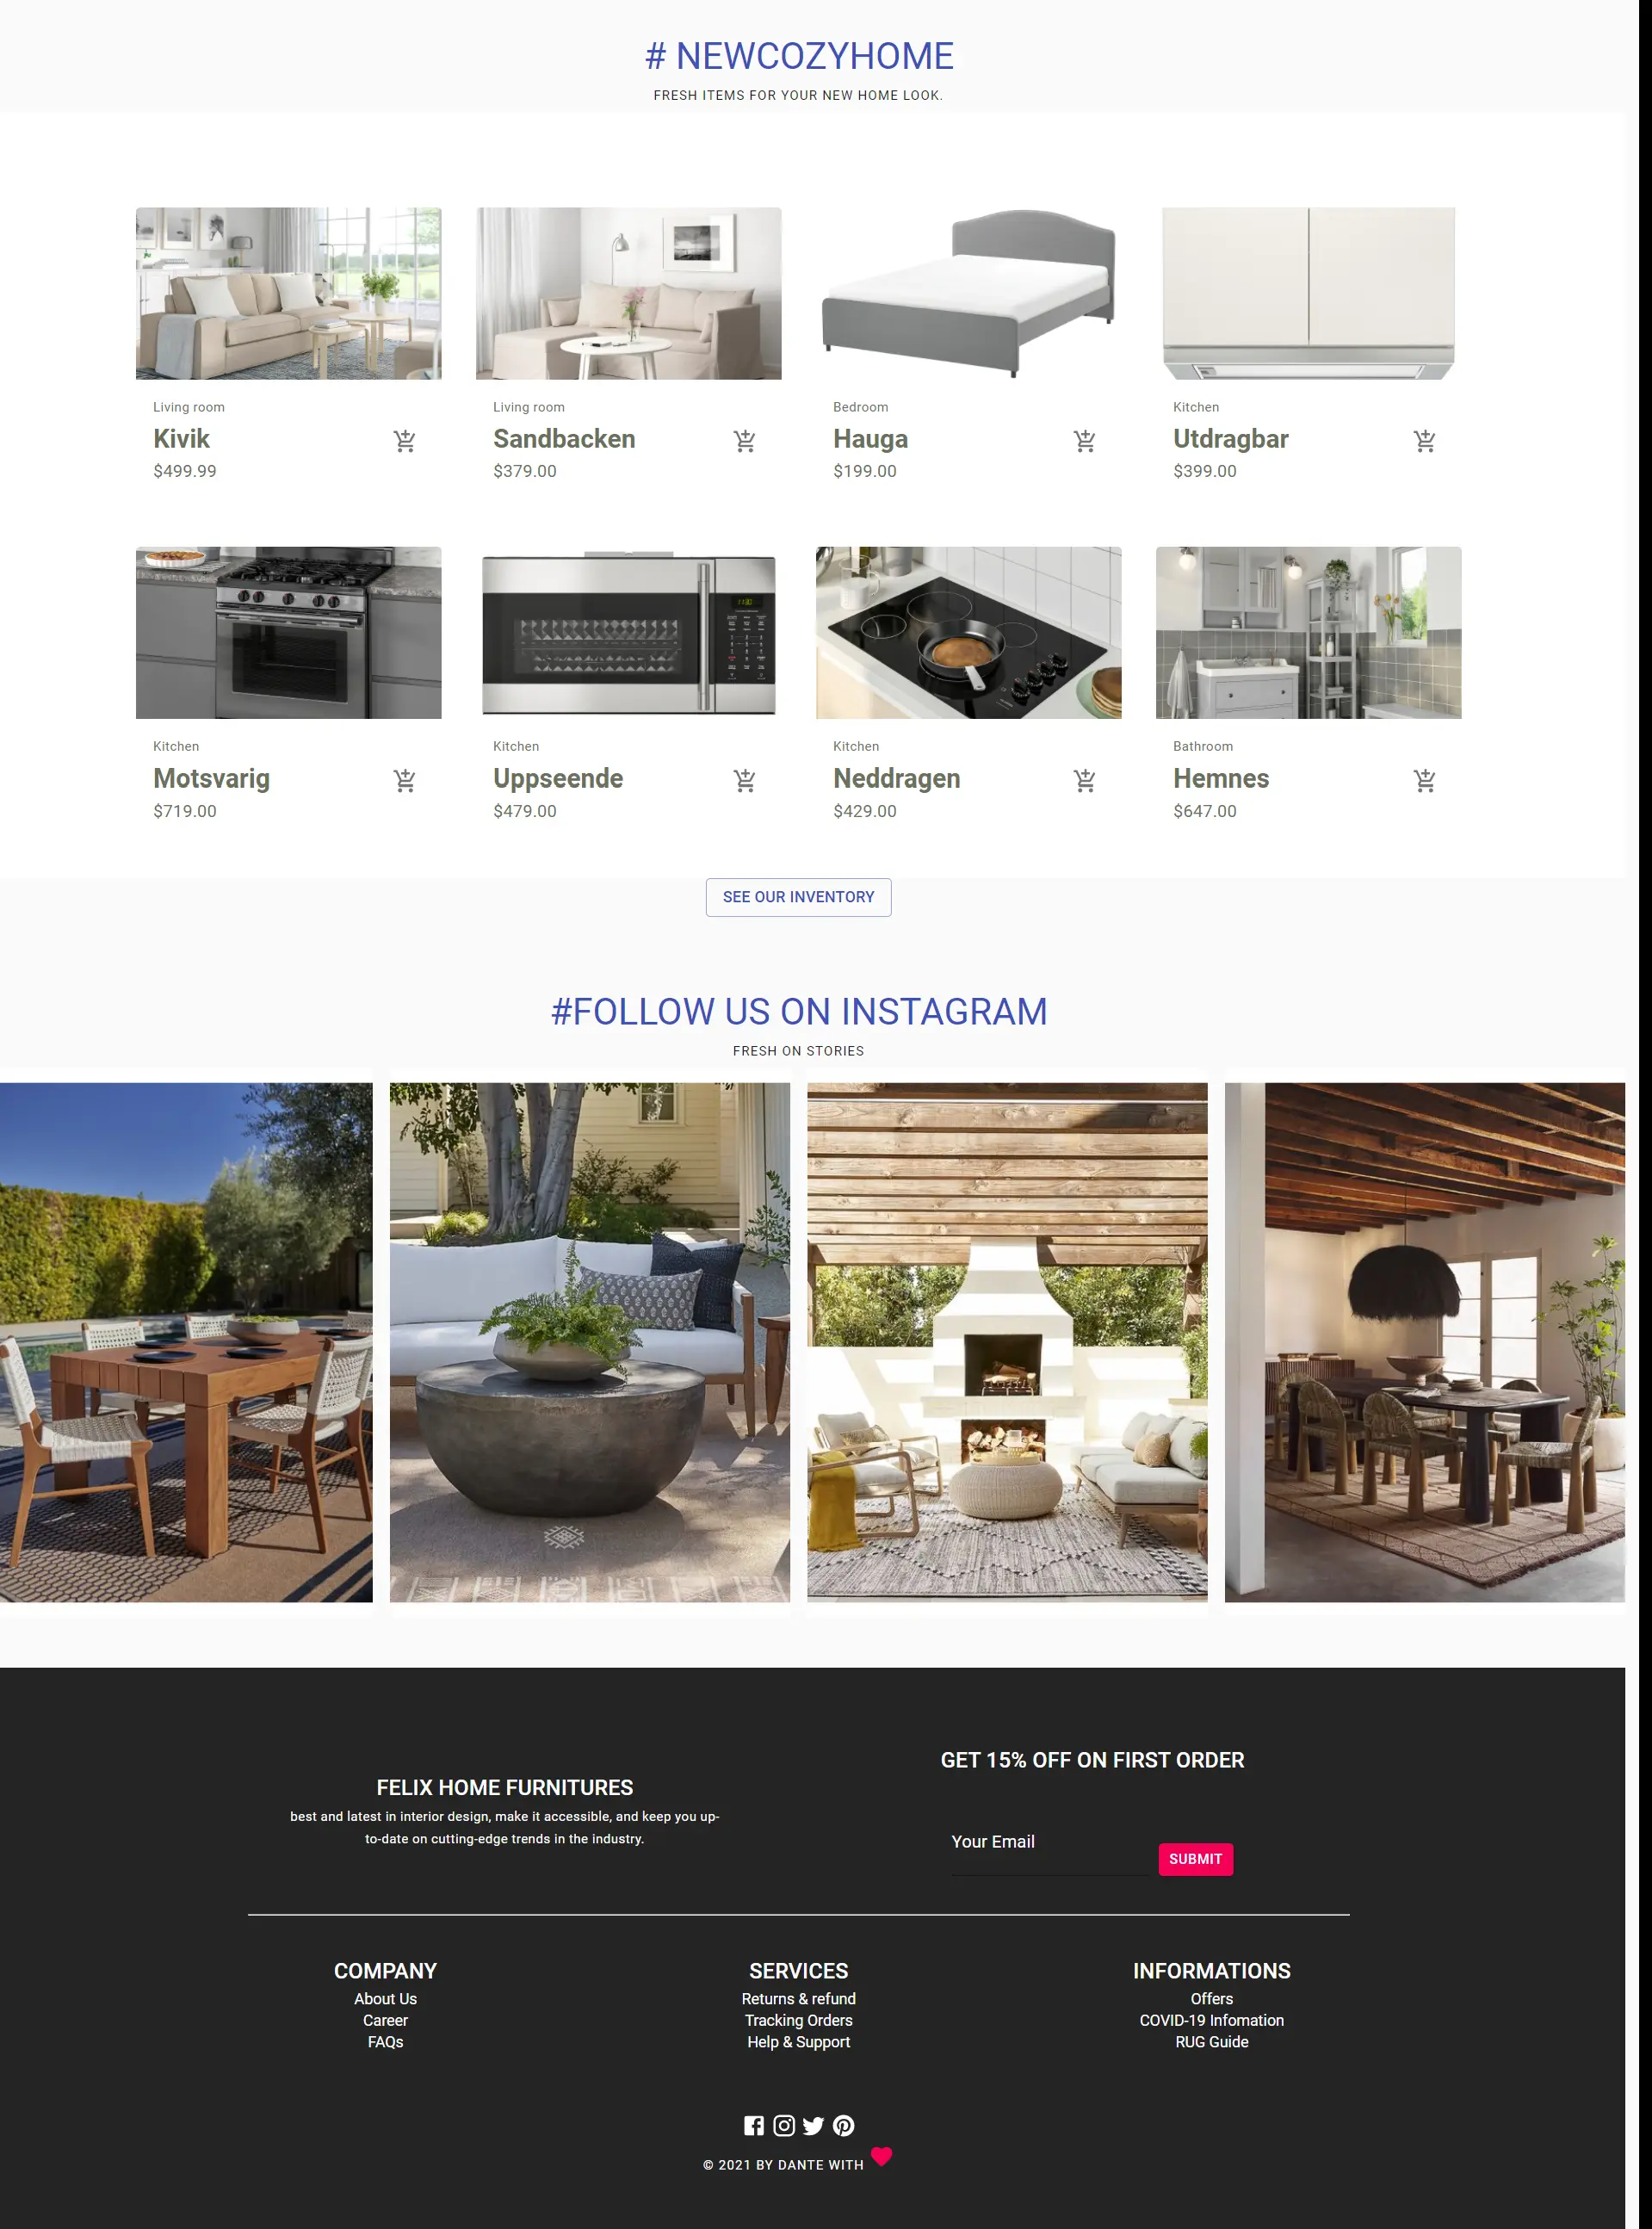 # NEWCOZYHOME
FRESH ITEMS FOR YOUR NEW HOME LOOK.
Living room
Kivik
$499.99
Living room
Sandbacken
$379.00
Bedroom
Hauga
$199.00
Kitchen
Utdragbar
$399.00
Kitchen
Motsvarig
$719.00
Kitchen
Uppseende
$479.00
Kitchen
Neddragen
$429.00
Bathroom
Hemnes
$647.00
SEE OUR INVENTORY
#FOLLOW US ON INSTAGRAM
FRESH ON STORIES
FELIX HOME FURNITURES
best and latest in interior design, make it accessible, and keep you up-
to-date on cutting-edge trends in the industry.
GET 15% OFF ON FIRST ORDER
Your Email
SUBMIT
COMPANY
About Us
Career
FAQs
SERVICES
Returns & refund
Tracking Orders
Help & Support
INFORMATIONS
Offers
COVID-19 Infomation
RUG Guide
© 2021 BY DANTE WITH